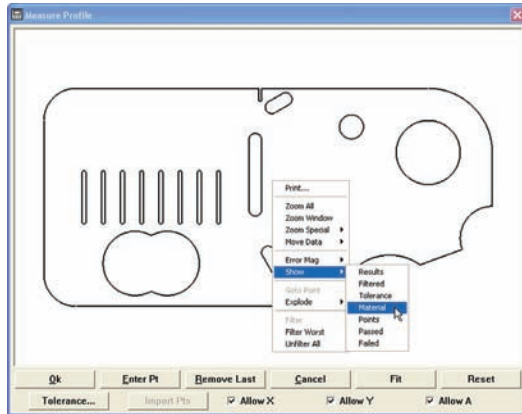 Measure Profile
Print...
Zoom All
Zoom Window
Zoom Special
Move Data
Error Mag
Show
Goto Point
Explode
Filter
Filter Worst
Unfilter All
Results
Filtered
Tolerance
Material
Points
Passed
Failed
Ok Enter Pt Remove Last Cancel Fit Reset
Tolerance... Import Pts Allow X Allow Y Allow A